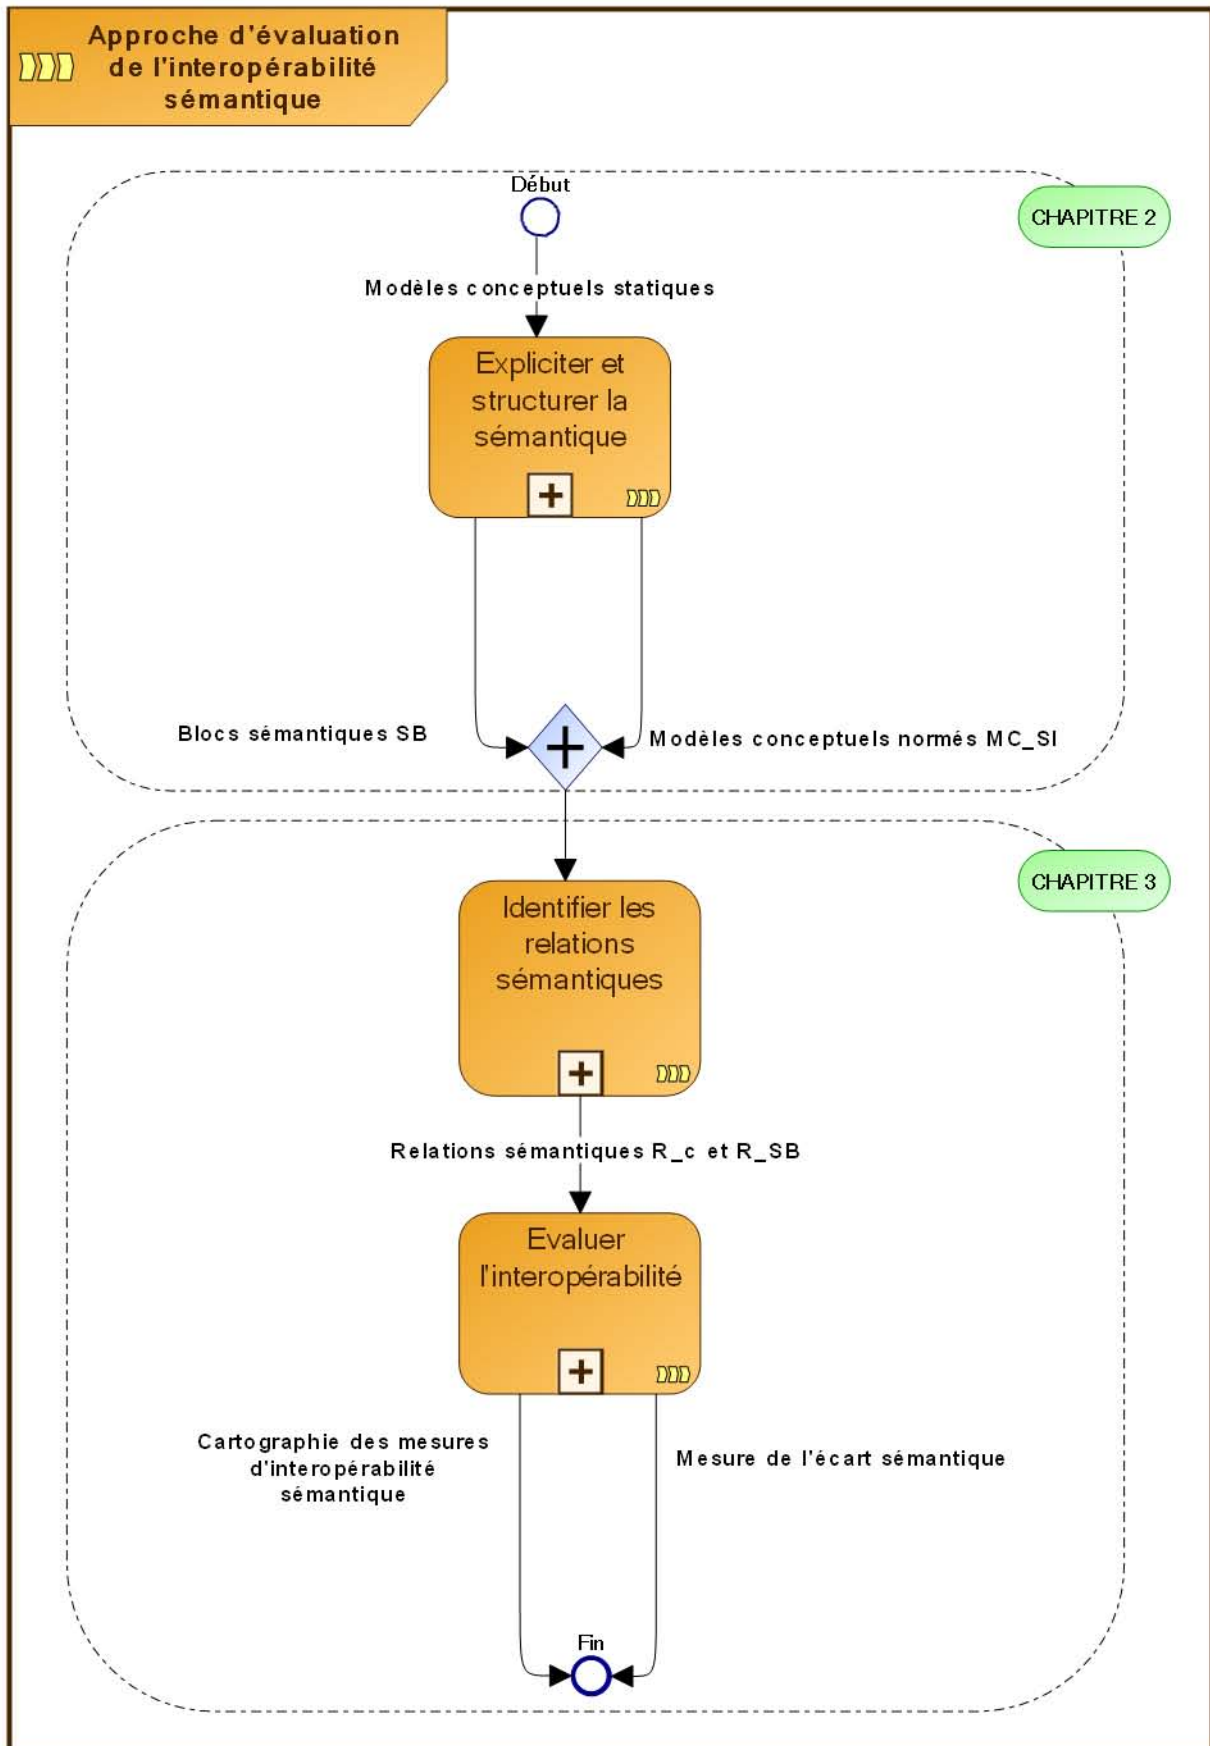 Approche d'évaluation
de l'interopérabilité
sémantique
Début
CHAPITRE 2
Modèles conceptuels statiques
Expliciter et
structurer la
sémantique
Blocs sémantiques SB
Modèles conceptuels normés MC_SI
CHAPITRE 3
Identifier les
relations
sémantiques
Relations sémantiques R_c et R_SB
Evaluer
l'interopérabilité
Cartographie des mesures
d'interopérabilité
sémantique
Mesure de l'écart sémantique
Fin